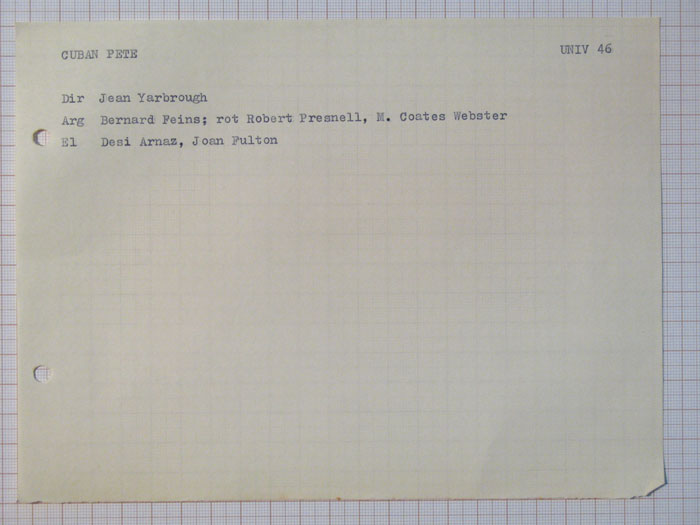 CUBAN PETE UNIV 46
Dir Jean Yarbrough
Arg Bernard Feins; rot Robert Presnell, M. Coates Webster
El Desi Arnaz, Joan Fulton